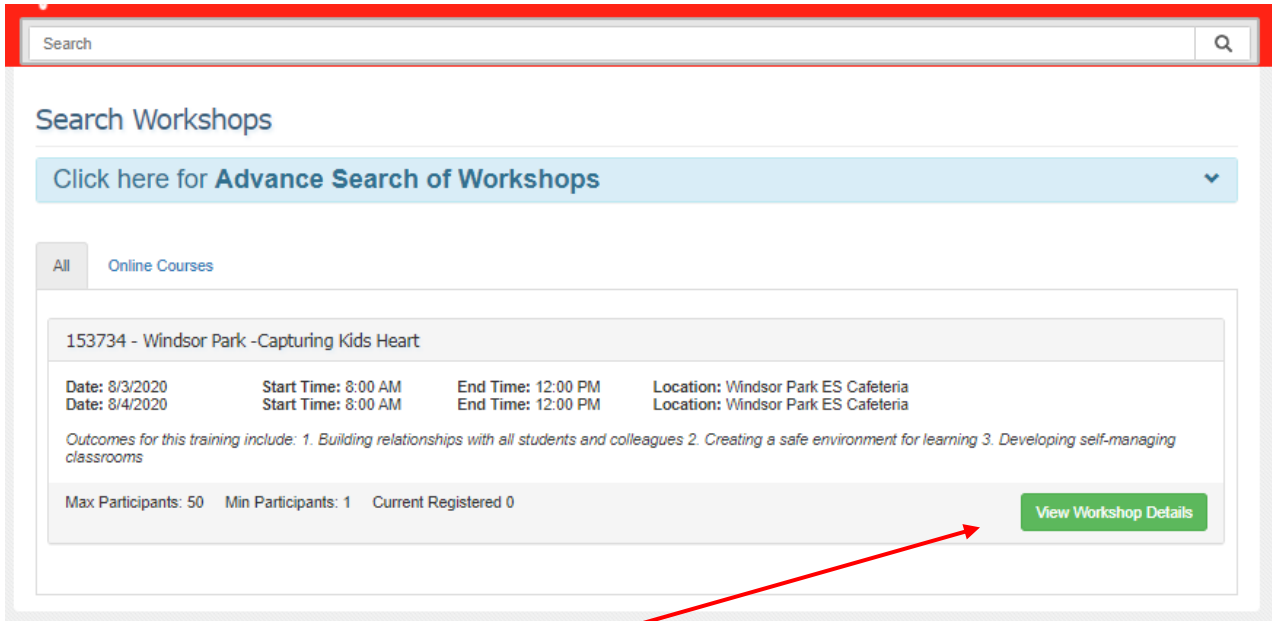 Search
Search Workshops
Click here for Advance Search of Workshops
All Online Courses
153734 - Windsor Park -Capturing Kids Heart
Date: 8/3/2020 Start Time: 8:00 AM End Time: 12:00 PM Location: Windsor Park ES Cafeteria
Date: 8/4/2020 Start Time: 8:00 AM End Time: 12:00 PM Location: Windsor Park ES Cafeteria
Outcomes for this training include: 1. Building relationships with all students and colleagues 2. Creating a safe environment for learning 3. Developing self-managing
classrooms
Max Participants: 50 Min Participants: 1 Current Registered 0
View Workshop Details